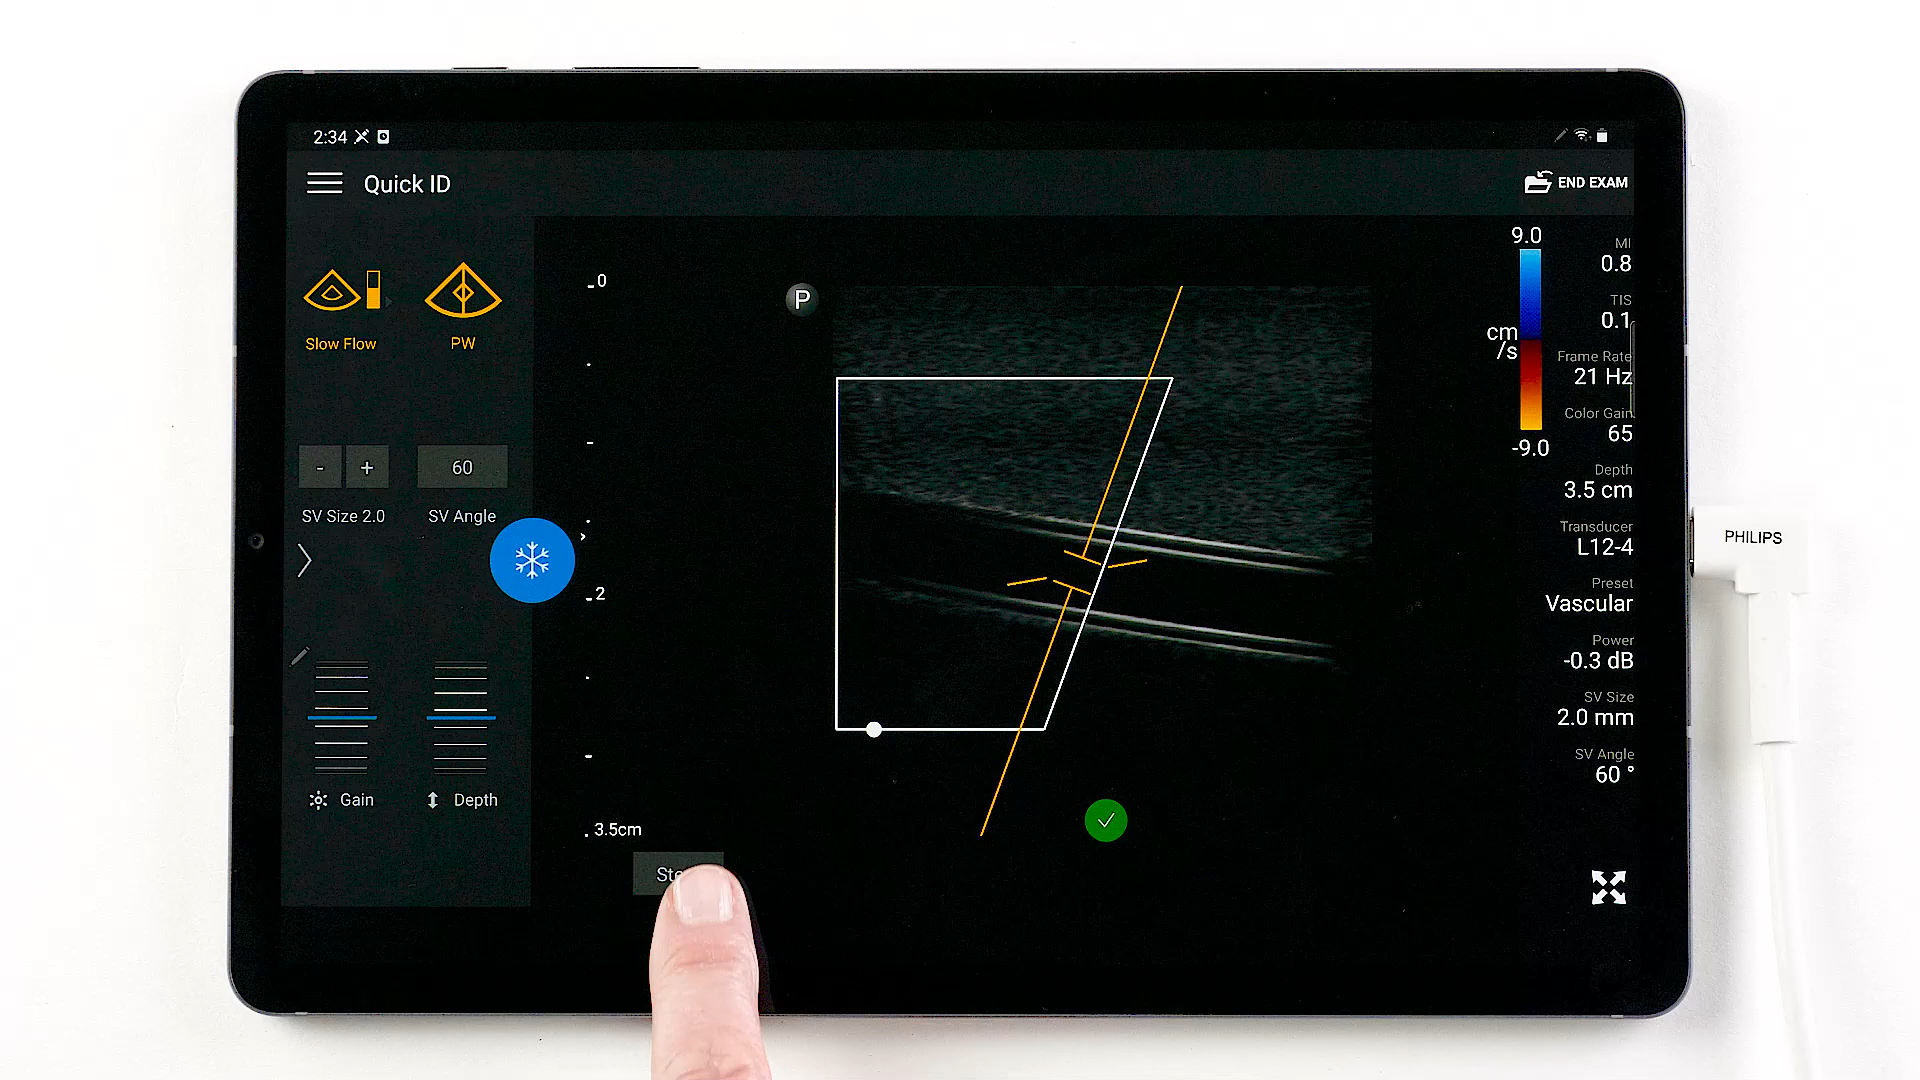 2:34
Quick ID
END EXAM
Slow Flow
PW
- +
60
SV Size 2.0
SV Angle
Gain
Depth
0
2
3.5cm
P
9.0
cm
/s
-9.0
MI
0.8
TIS
0.1
Frame Rate
21 Hz
Color Gain
65
Depth
3.5 cm
Transducer
L12-4
Preset
Vascular
Power
-0.3 dB
SV Size
2.0 mm
SV Angle
60 °
PHILIPS